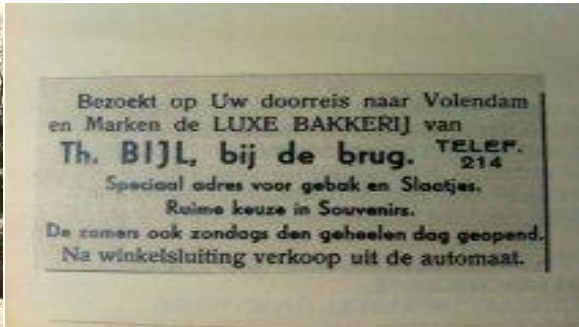 Bezoekt op Uw doorreis naar Volendam
en Marken de LUXE BAKKERIJ van
Th. BIJL, bij de brug. TELEF. 214
Speciaal adres voor gebak en Slaatjes.
Ruime keuze in Souvenirs.
De zomers ook zondags den geheelen dag geopend.
Na winkelsluiting verkoop uit de automaat.